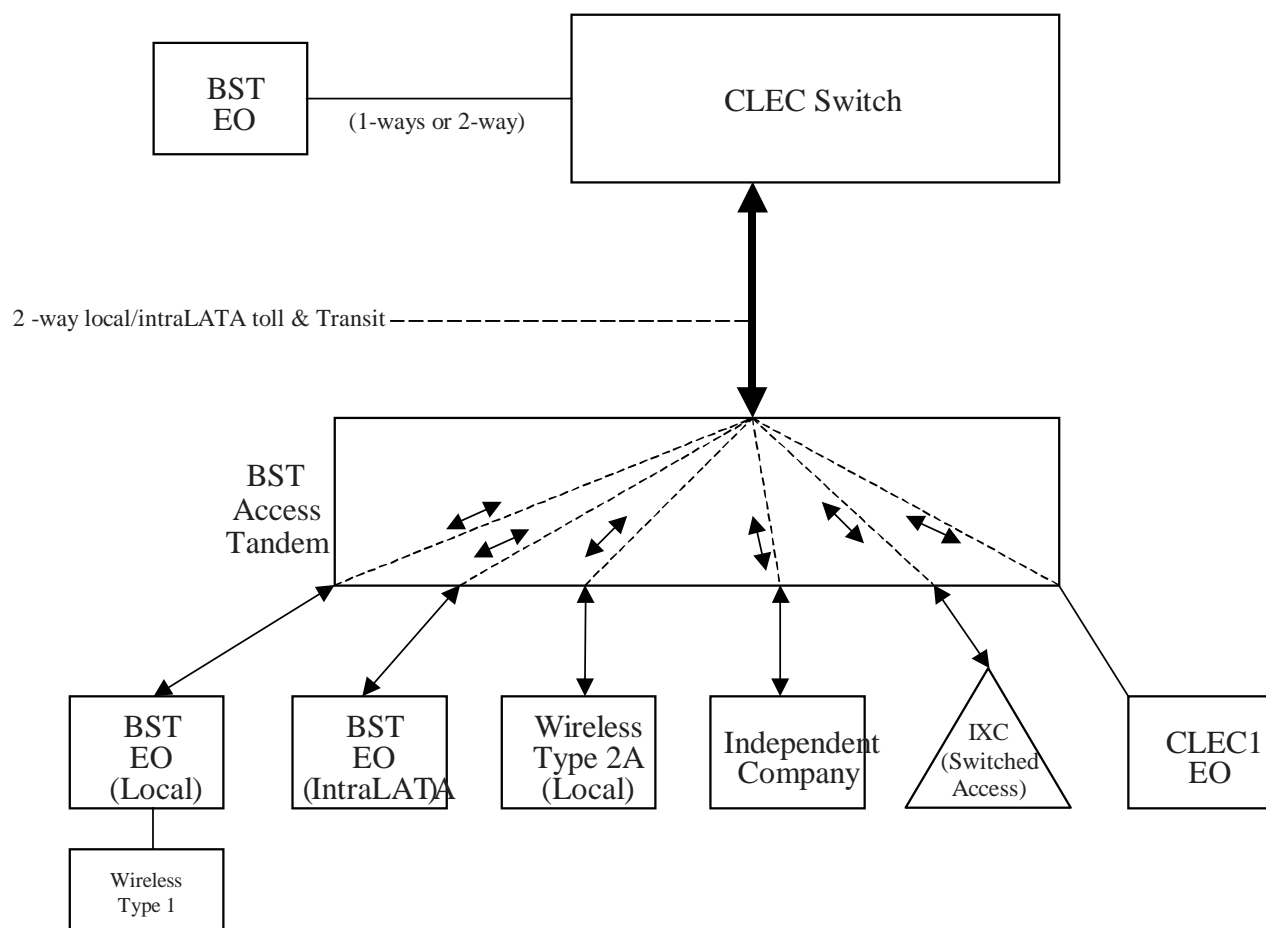 BST
EO
(1-ways or 2-way)
CLEC Switch
2 -way local/intraLATA toll & Transit
BST
Access
Tandem
BST
EO
(Local)
BST
EO
(IntraLATA)A
Wireless
Type 2A
(Local)
Independent
Company
IXC
(Switched
Access)
CLEC1
EO
Wireless
Type 1